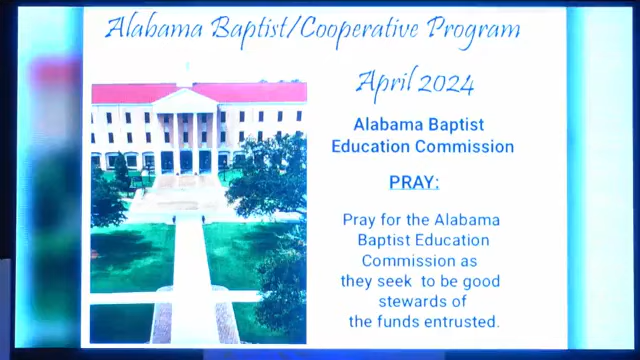 Alabama Baptist/Cooperative Program
April 2024
Alabama Baptist
Education Commission
PRAY:
Pray for the Alabama
Baptist Education
Commission as
they seek to be good
stewards of
the funds entrusted.